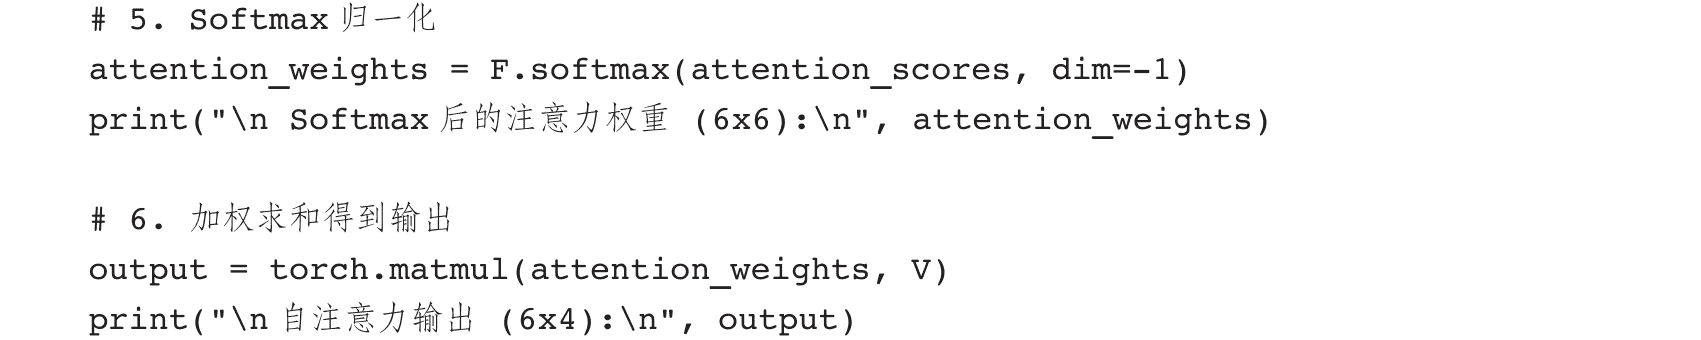 # 5. Softmax 归一化
attention_weights = F.softmax(attention_scores, dim=-1)
print("\n Softmax 后的注意力权重 (6x6):\n", attention_weights)
# 6. 加权求和得到输出
output = torch.matmul(attention_weights, V)
print("\n 自注意力输出 (6x4):\n", output)